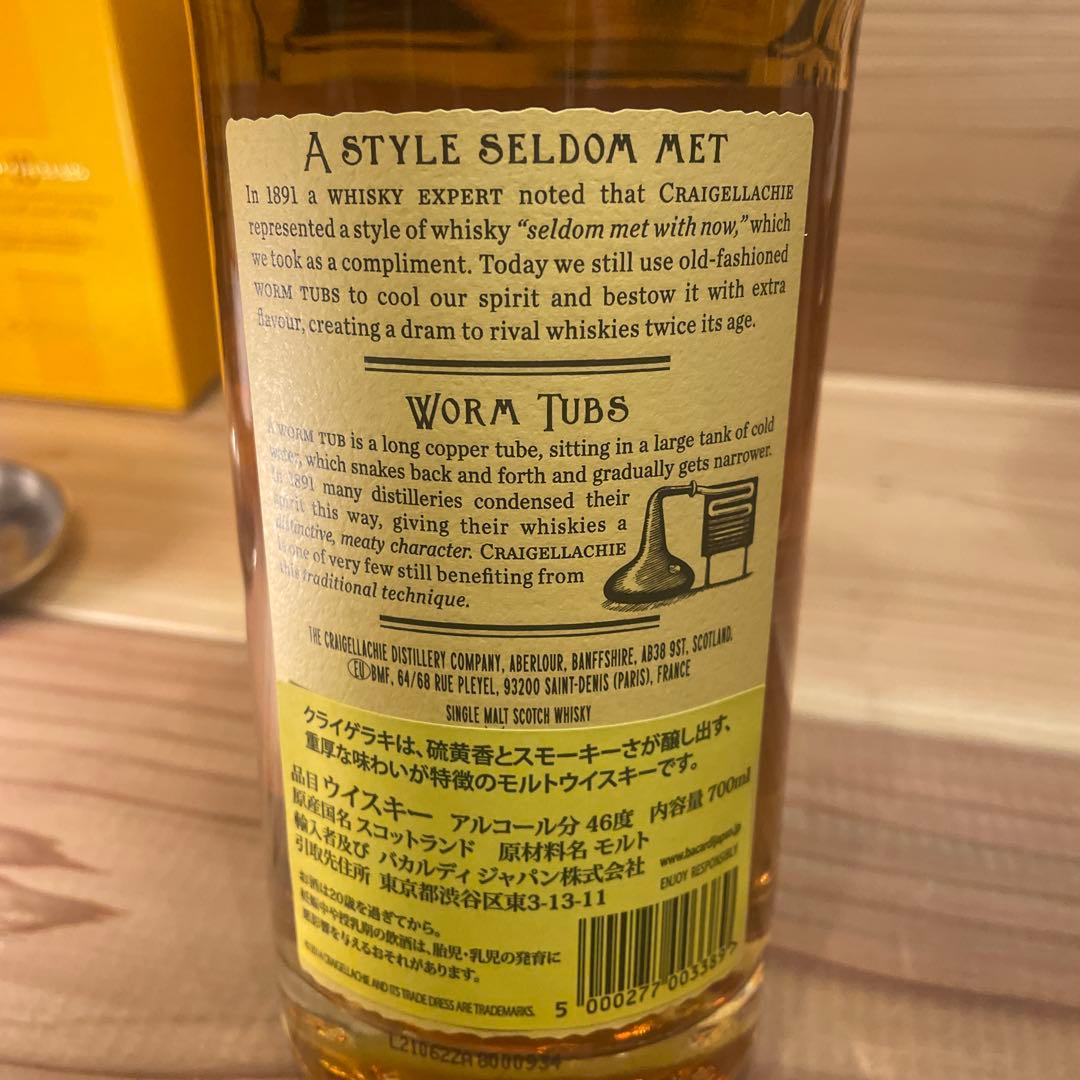 A STYLE SELDOM MET
In 1891 a WHISKY EXPERT noted that CRAIGELLACHIE
represented a style of whisky “seldom met with now,” which
we took as a compliment. Today we still use old-fashioned
WORM TUBS to cool our spirit and bestow it with extra
flavour, creating a dram to rival whiskies twice its age.
WORM TUBS
A WORM TUB is a long copper tube, sitting in a large tank of cold
water, which snakes back and forth and gradually gets narrower.
In 1891 many distilleries condensed their
spirit this way, giving their whiskies a
distinctive, meaty character. CRAIGELLACHIE
is one of very few still benefiting from
this traditional technique.
THE CRAIGELLACHIE DISTILLERY COMPANY, ABERLOUR, BANFFSHIRE, AB38 9ST, SCOTLAND.
EU BMF, 64/68 RUE PLEYEL, 93200 SAINT-DENIS (PARIS), FRANCE
SINGLE MALT SCOTCH WHISKY
クライゲラキは、硫黄香とスモーキーさが醸し出す、
重厚な味わいが特徴のモルトウイスキーです。
品目 ウイスキー アルコール分 46度 内容量 700ml
原産国名 スコットランド 原材料名 モルト
輸入者及び バカルディ ジャパン株式会社
引取先住所 東京都渋谷区東3-13-11
www.bacardijapan.jp
ENJOY RESPONSIBLY
お酒は20歳を過ぎてから。
妊娠中や授乳期の飲酒は、胎児・乳児の発育に
悪影響を与えるおそれがあります。
CRAIGELLACHIE AND ITS TRADE DRESS ARE TRADEMARKS.
5 000277 003389
L21062ZA8000934